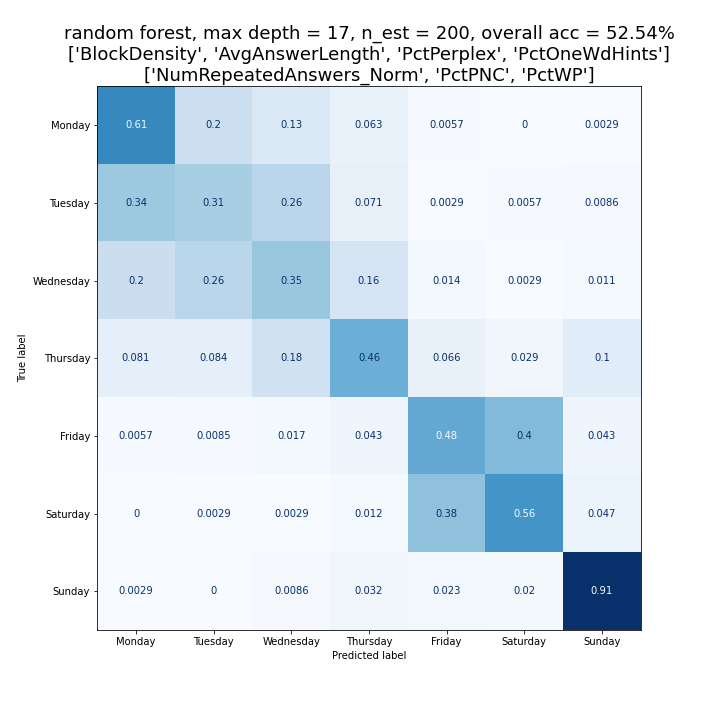 random forest, max depth = 17, n_est = 200, overall acc = 52.54%
['BlockDensity', 'AvgAnswerLength', 'PctPerplex', 'PctOneWdHints']
['NumRepeatedAnswers_Norm', 'PctPNC', 'PctWP']
Monday 0.61 0.2 0.13 0.063 0.0057 0 0.0029
Tuesday 0.34 0.31 0.26 0.071 0.0029 0.0057 0.0086
Wednesday 0.2 0.26 0.35 0.16 0.014 0.0029 0.011
Thursday 0.081 0.084 0.18 0.46 0.066 0.029 0.1
Friday 0.0057 0.0085 0.017 0.043 0.48 0.4 0.043
Saturday 0 0.0029 0.0029 0.012 0.38 0.56 0.047
Sunday 0.0029 0 0.0086 0.032 0.023 0.02 0.91
True label
Monday Tuesday Wednesday Thursday Friday Saturday Sunday
Predicted label